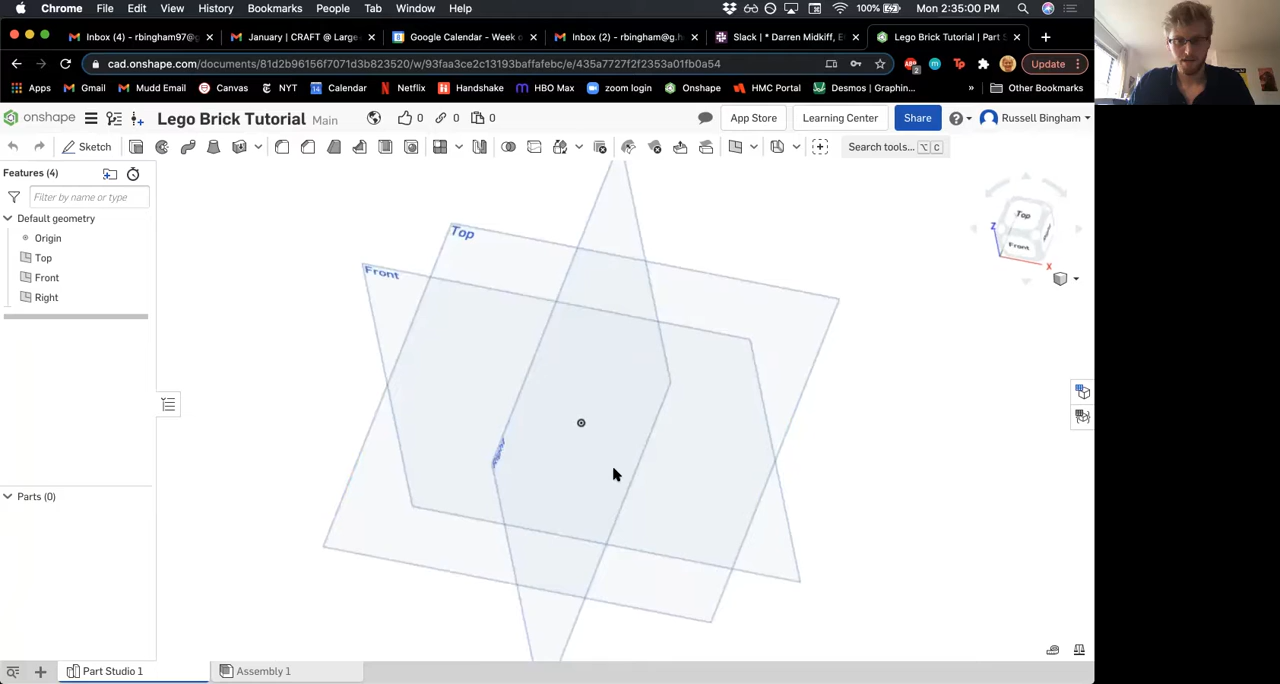 Chrome File Edit View History Bookmarks People Tab Window Help 100% Mon 2:35:00 PM
Inbox (4) - rbingham97@g January | CRAFT @ Large Google Calendar - Week o Inbox (2) - rbingham@g.h Slack | * Darren Midkiff, E Lego Brick Tutorial | Part S
cad.onshape.com/documents/81d2b96156f7071d3b823520/w/93faa3ce2c13193baffafebc/e/435a7727f2f2353a01fb0a54 Update
Apps Gmail Mudd Email Canvas NYT Calendar Netflix Handshake HBO Max zoom login Onshape HMC Portal Desmos | Graphin... » Other Bookmarks
onshape Lego Brick Tutorial Main 0 0 0 App Store Learning Center Share Russell Bingham
Sketch Search tools... C
Features (4)
Filter by name or type
Default geometry
Origin
Top
Front
Right
Top
Front
Top
Front
Z
X
Parts (0)
Part Studio 1 Assembly 1